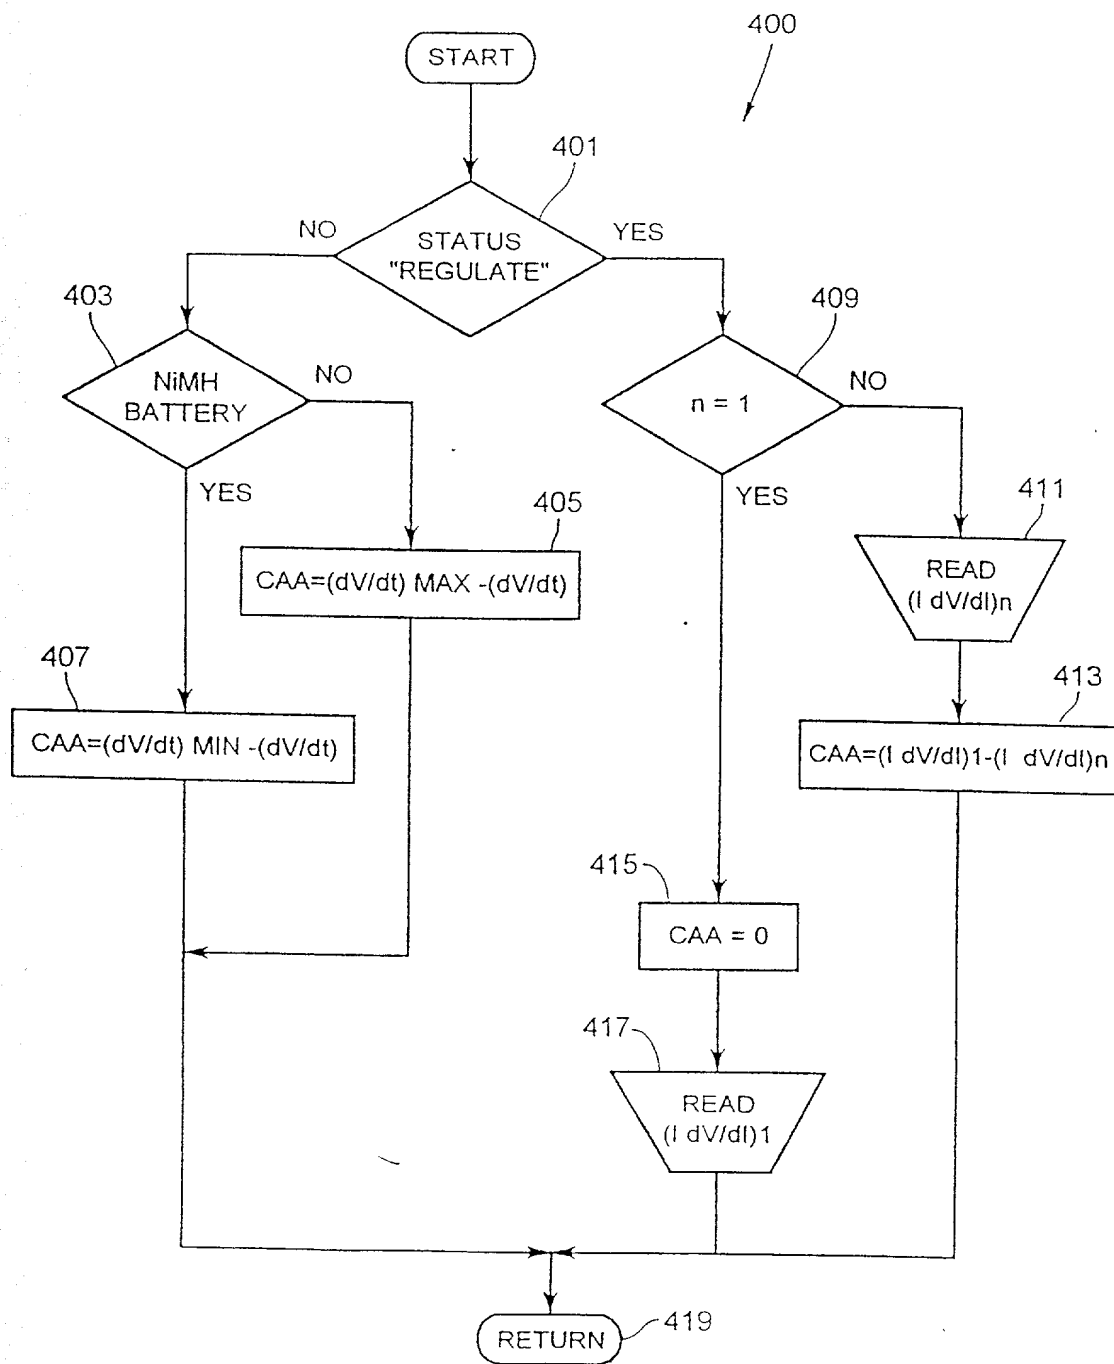 400
START
401
NO
YES
STATUS
"REGULATE"
403
409
NiMH
BATTERY
NO
n = 1
NO
YES
YES
405
411
CAA=(dV/dt) MAX -(dV/dt)
READ
(I dV/dI)n
407
413
CAA=(dV/dt) MIN -(dV/dt)
CAA=(I dV/dI)1-(I dV/dI)n
415
CAA = 0
417
READ
(I dV/dI)1
RETURN
419